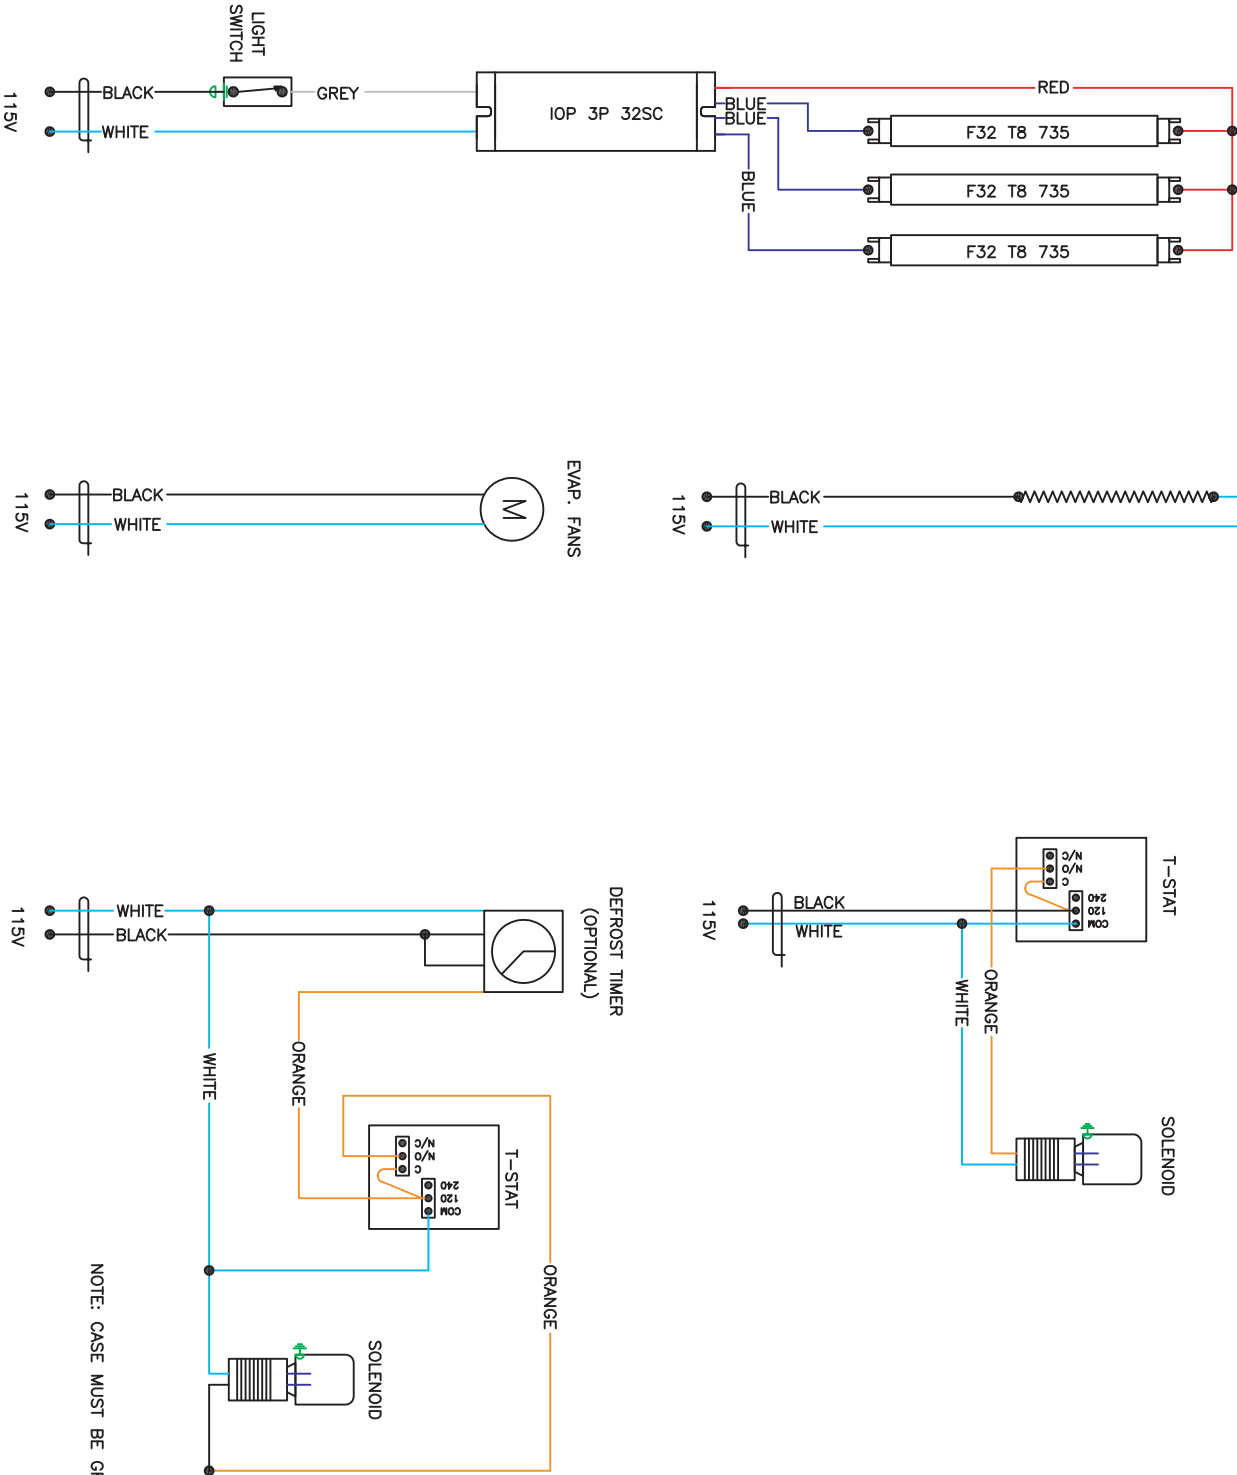 LIGHT
SWITCH
115V
BLACK
WHITE
GREY
IOP 3P 32SC
RED
BLUE
BLUE
BLUE
F32 T8 735
F32 T8 735
F32 T8 735
115V
BLACK
WHITE
M
EVAP. FANS
115V
BLACK
WHITE
115V
WHITE
BLACK
DEFROST TIMER
(OPTIONAL)
WHITE
ORANGE
T-STAT
N/C
N/O
C
240
120
COM
ORANGE
SOLENOID
NOTE: CASE MUST BE
115V
BLACK
WHITE
T-STAT
N/C
N/O
C
240
120
COM
WHITE
ORANGE
SOLENOID